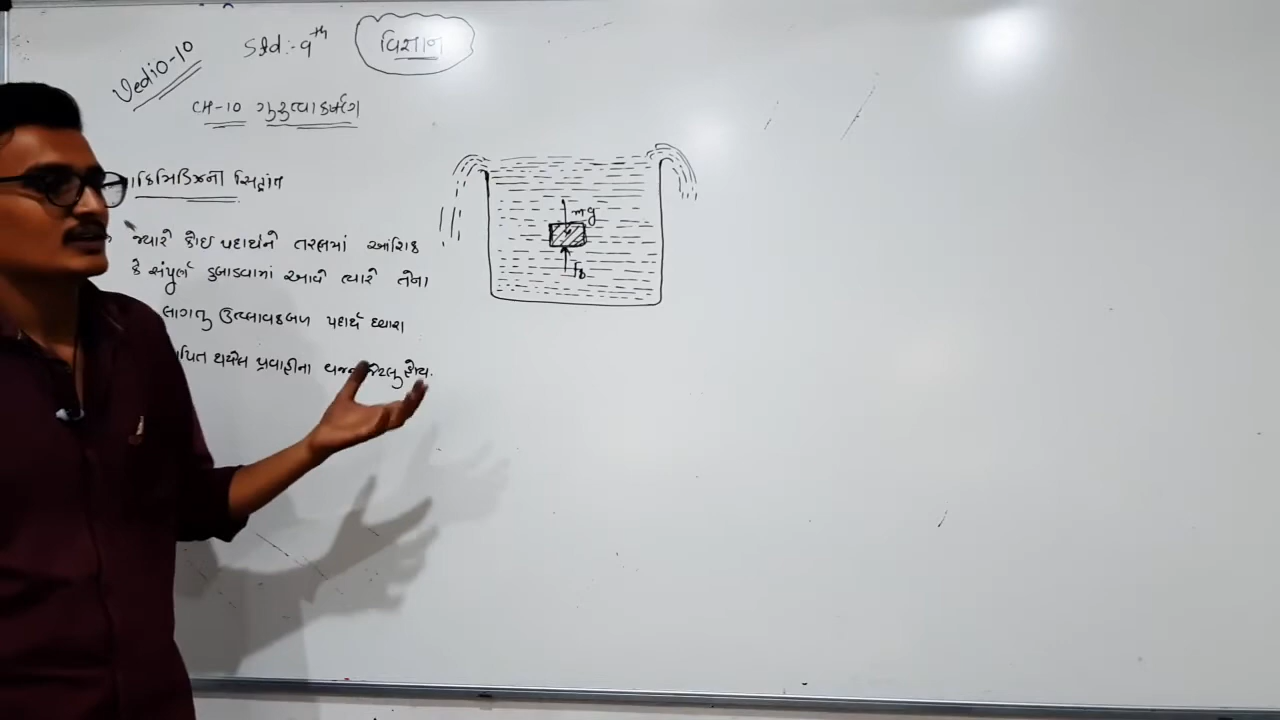 Vedio-10
Std:-9th
વિજ્ઞાન
CH-10 ગુરુત્વાકર્ષણ
ર્કિમિડિઝના સિદ્ધાંત
જ્યારે કોઈ પદાર્થને તરલમાં આંશિક
કે સંપુર્ણ ડુબાડવામાં આવે ત્યારે તેના
લાગતુ ઉત્પ્લાવકબળ પદાર્થ દ્વારા
પિત થયેલ પ્રવાહીના વજન જેટલુ હોય.
mg
Fb